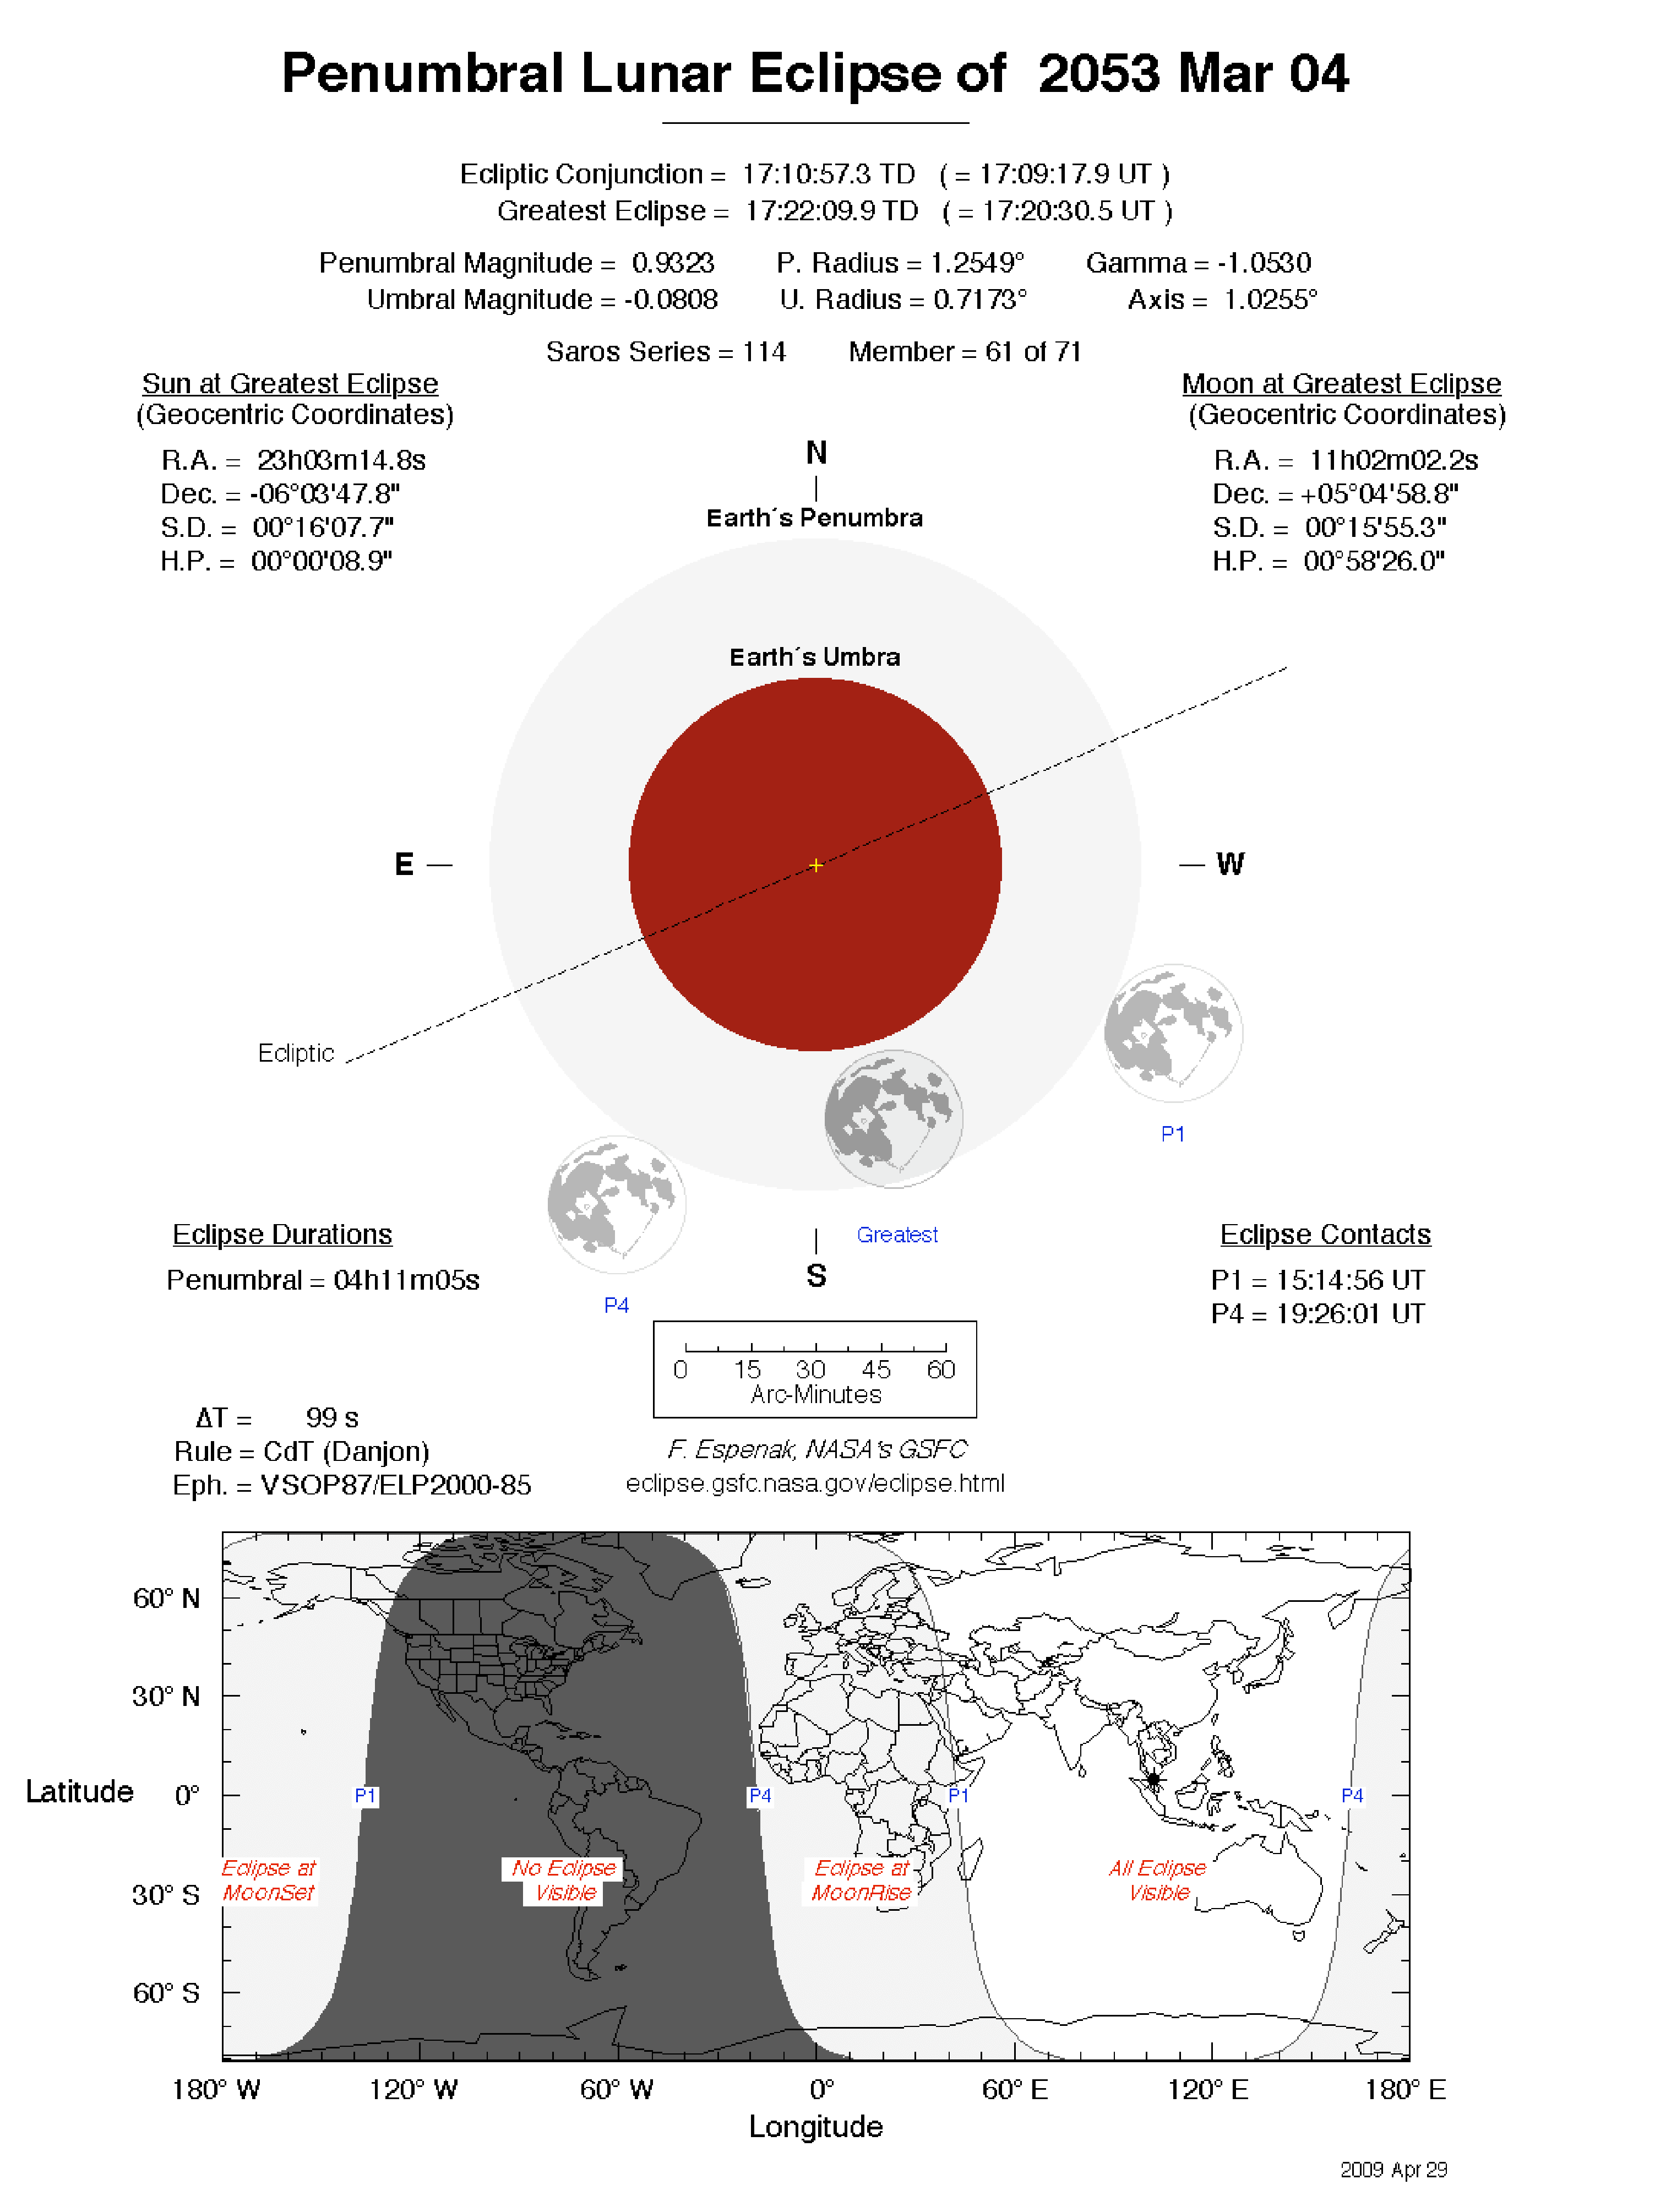 Penumbral Lunar Eclipse of 2053 Mar 04
Ecliptic Conjunction = 17:10:57.3 TD ( = 17:09:17.9 UT )
Greatest Eclipse = 17:22:09.9 TD ( = 17:20:30.5 UT )
Penumbral Magnitude = 0.9323 P. Radius = 1.2549° Gamma = -1.0530
Umbral Magnitude = -0.0808 U. Radius = 0.7173° Axis = 1.0255°
Saros Series = 114 Member = 61 of 71
Sun at Greatest Eclipse
(Geocentric Coordinates)
R.A. = 23h03m14.8s
Dec. = -06°03'47.8"
S.D. = 00°16'07.7"
H.P. = 00°00'08.9"
Moon at Greatest Eclipse
(Geocentric Coordinates)
R.A. = 11h02m02.2s
Dec. = +05°04'58.8"
S.D. = 00°15'55.3"
H.P. = 00°58'26.0"
N
Earth´s Penumbra
Earth´s Umbra
E
W
Ecliptic
P1
Greatest
S
P4
Eclipse Durations
Penumbral = 04h11m05s
Eclipse Contacts
P1 = 15:14:56 UT
P4 = 19:26:01 UT
0 15 30 45 60
Arc-Minutes
ΔT = 99 s
Rule = CdT (Danjon)
Eph. = VSOP87/ELP2000-85
F. Espenak, NASA's GSFC
eclipse.gsfc.nasa.gov/eclipse.html
60° N
30° N
Latitude 0°
30° S
60° S
P1 P4 P1 P4
Eclipse at MoonSet
No Eclipse Visible
Eclipse at MoonRise
All Eclipse Visible
180° W 120° W 60° W 0° 60° E 120° E 180° E
Longitude
2009 Apr 29